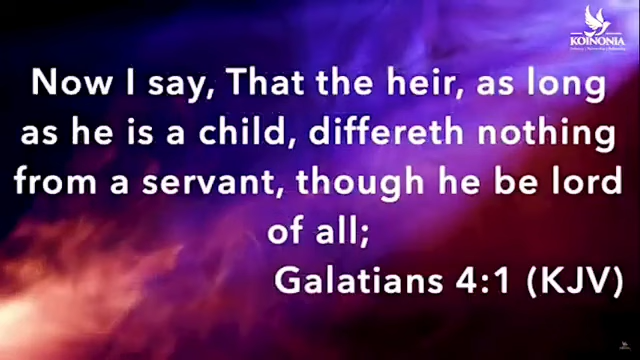 KOINONIA
Now I say, That the heir, as long
as he is a child, differeth nothing
from a servant, though he be lord
of all;
Galatians 4:1 (KJV)